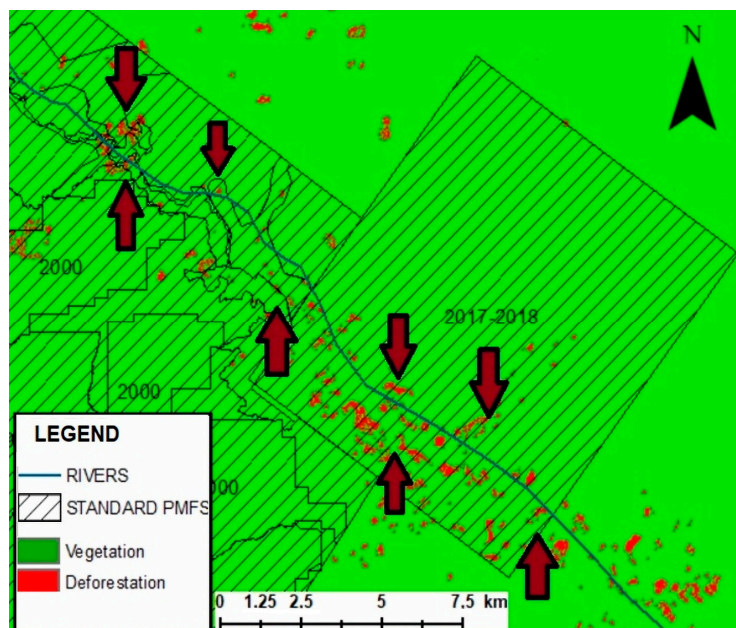 N
2000
2017-2018
2000
LEGEND
RIVERS
STANDARD PMFS
Vegetation
Deforestation
0 1.25 2.5 5 7.5 km